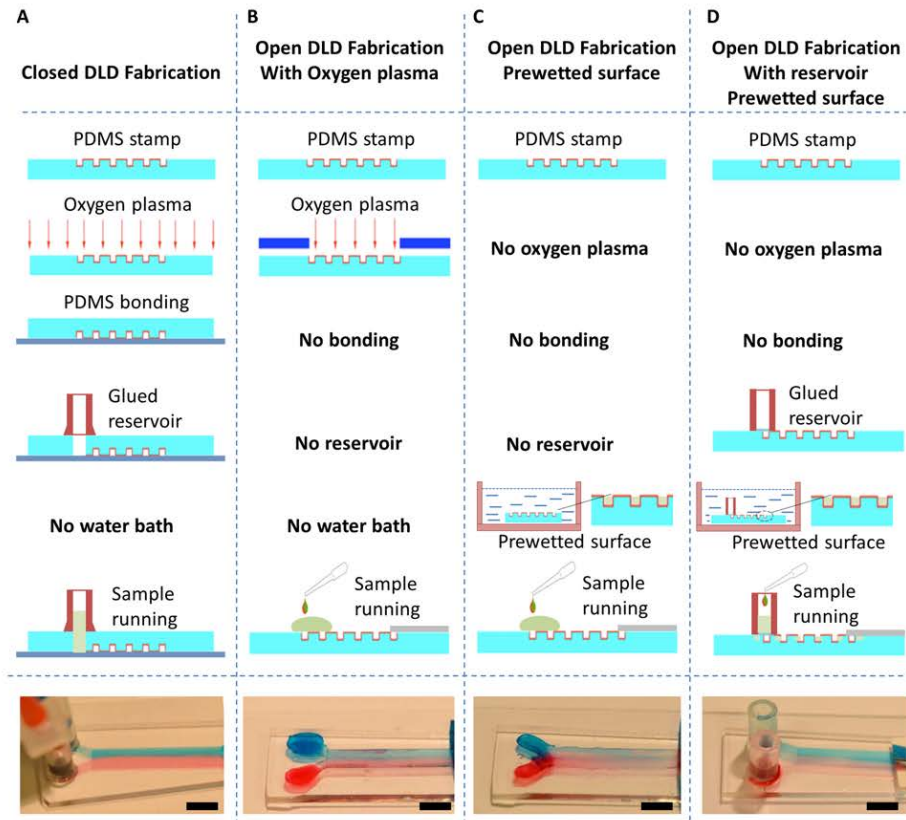 A
B
C
D
Closed DLD Fabrication
Open DLD Fabrication
With Oxygen plasma
Open DLD Fabrication
Prewetted surface
Open DLD Fabrication
With reservoir
Prewetted surface
PDMS stamp
PDMS stamp
PDMS stamp
PDMS stamp
Oxygen plasma
Oxygen plasma
No oxygen plasma
No oxygen plasma
PDMS bonding
No bonding
No bonding
No bonding
Glued
reservoir
No reservoir
No reservoir
Glued
reservoir
No water bath
No water bath
Prewetted surface
Prewetted surface
Sample
running
Sample
running
Sample
running
Sample
running